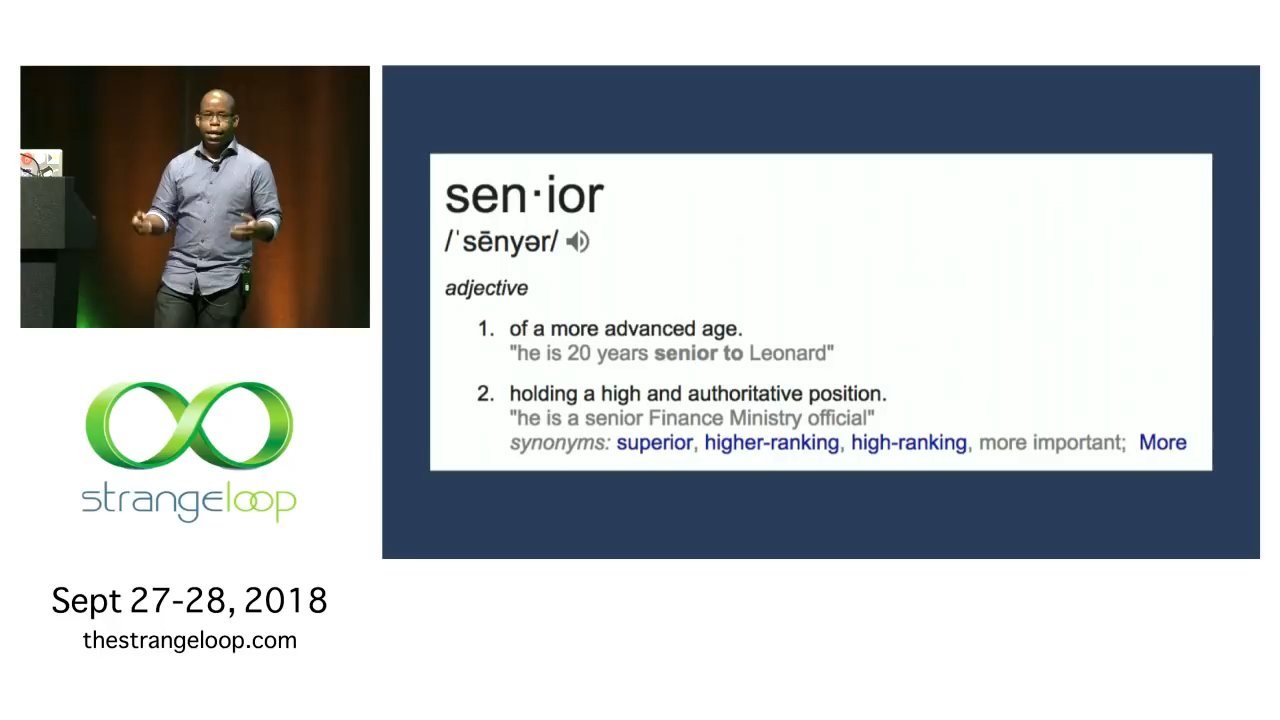 sen·ior
/ˈsēnyər/
adjective
1. of a more advanced age.
"he is 20 years senior to Leonard"
2. holding a high and authoritative position.
"he is a senior Finance Ministry official"
synonyms: superior, higher-ranking, high-ranking, more important; More
strangeloop
Sept 27-28, 2018
thestrangeloop.com